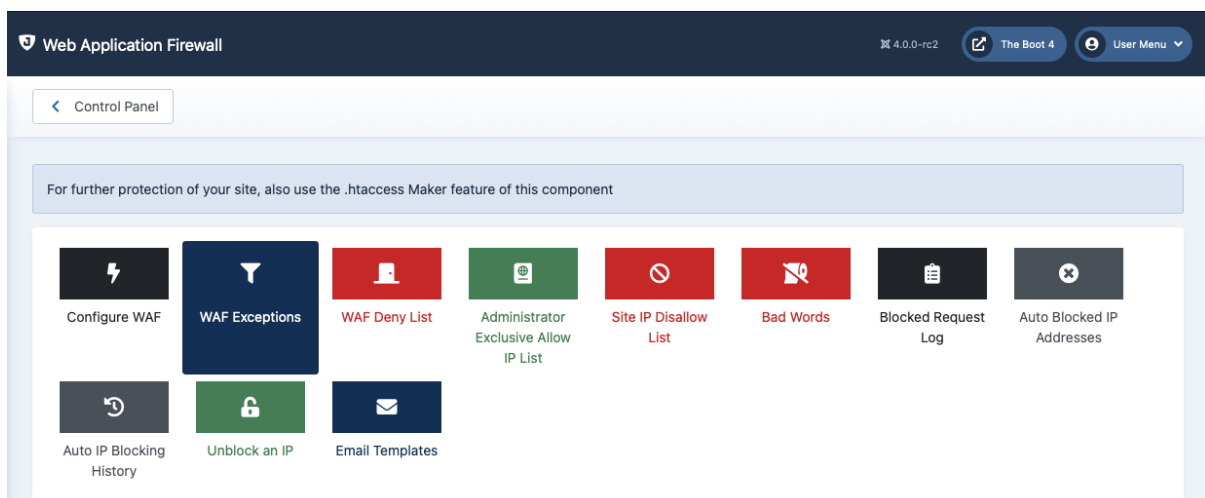 Web Application Firewall
4.0.0-rc2
The Boot 4
User Menu
Control Panel
For further protection of your site, also use the .htaccess Maker feature of this component
Configure WAF
WAF Exceptions
WAF Deny List
Administrator
Exclusive Allow
IP List
Site IP Disallow
List
Bad Words
Blocked Request
Log
Auto Blocked IP
Addresses
Auto IP Blocking
History
Unblock an IP
Email Templates